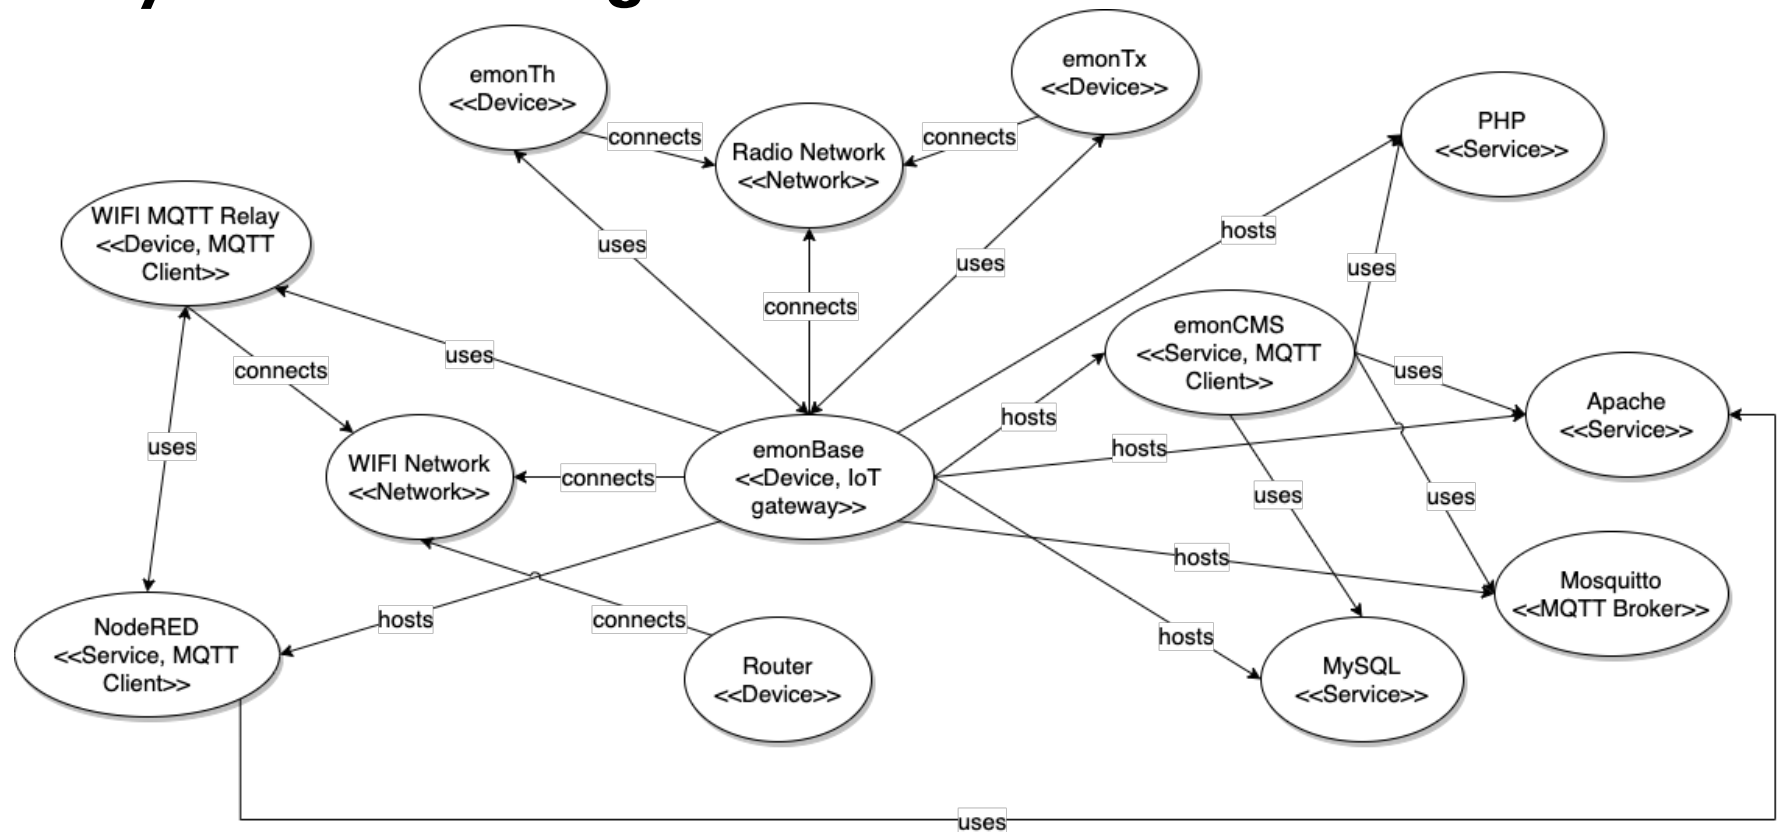 emonTh
<<Device>>
emonTx
<<Device>>
connects
connects
Radio Network
<<Network>>
PHP
<<Service>>
WIFI MQTT Relay
<<Device, MQTT
Client>>
uses
uses
hosts
uses
connects
emonCMS
<<Service, MQTT
Client>>
uses
connects
uses
hosts
Apache
<<Service>>
uses
hosts
emonBase
<<Device, IoT
gateway>>
WIFI Network
<<Network>>
connects
uses
uses
hosts
Mosquitto
<<MQTT Broker>>
hosts
connects
hosts
NodeRED
<<Service, MQTT
Client>>
Router
<<Device>>
MySQL
<<Service>>
uses